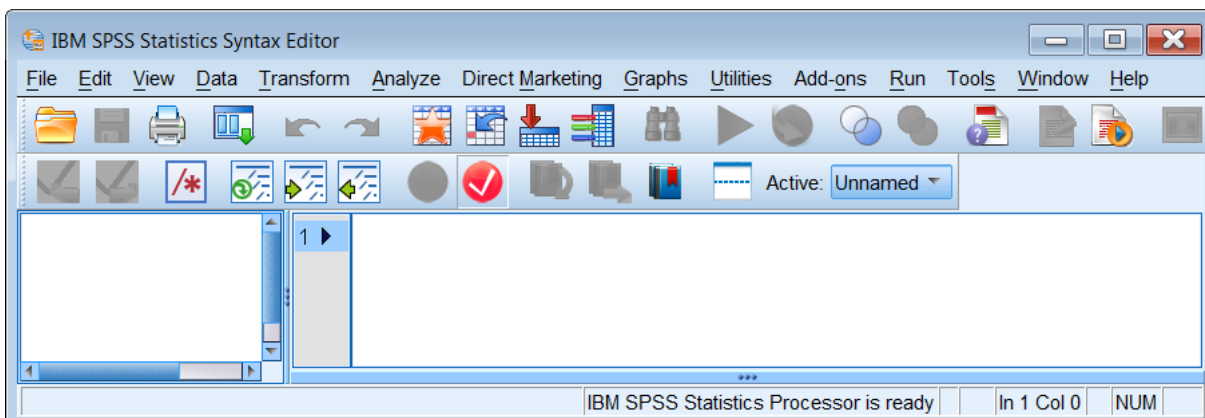 IBM SPSS Statistics Syntax Editor
File Edit View Data Transform Analyze Direct Marketing Graphs Utilities Add-ons Run Tools Window Help
/*
Active: Unnamed
1
IBM SPSS Statistics Processor is ready In 1 Col 0 NUM